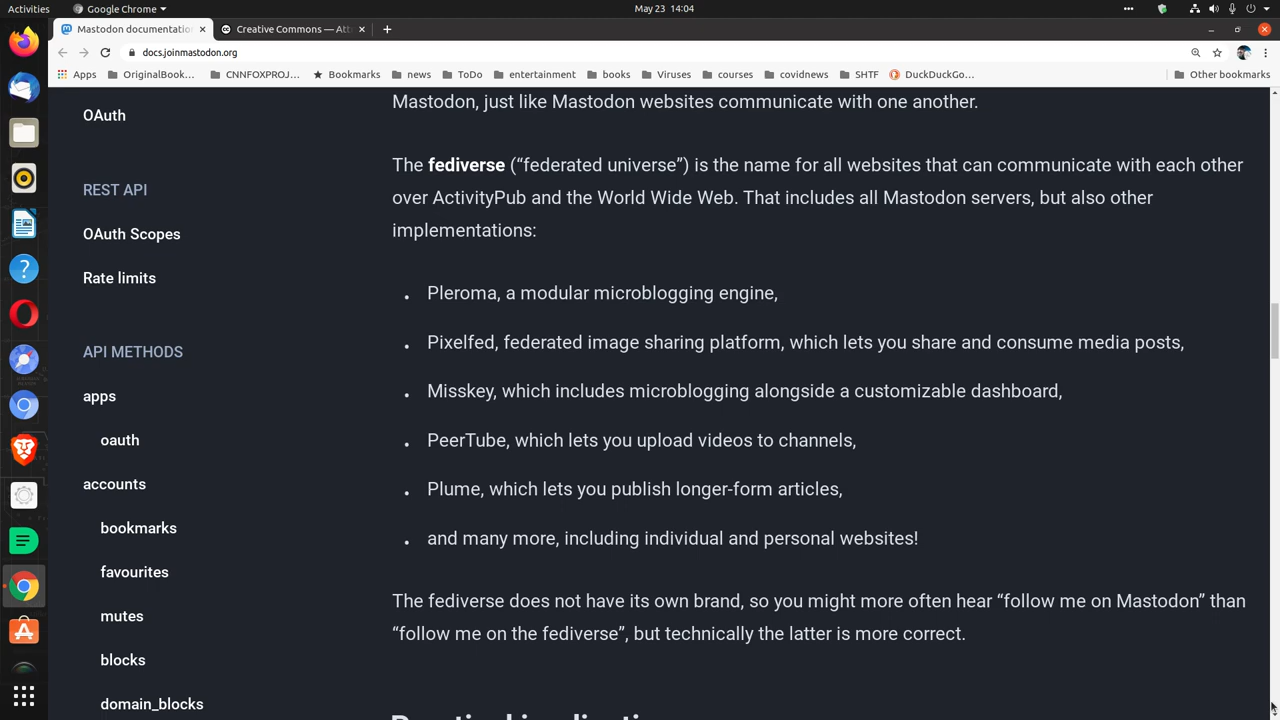 Activities
Google Chrome
May 23 14:04
Mastodon documentation
Creative Commons — Att
docs.joinmastodon.org
Apps
OriginalBook...
CNNFOXPROJ...
Bookmarks
news
ToDo
entertainment
books
Viruses
courses
covidnews
SHTF
DuckDuckGo...
Other bookmarks
OAuth
REST API
OAuth Scopes
Rate limits
API METHODS
apps
oauth
accounts
bookmarks
favourites
mutes
blocks
domain_blocks
Mastodon, just like Mastodon websites communicate with one another.
The fediverse (“federated universe”) is the name for all websites that can communicate with each other
over ActivityPub and the World Wide Web. That includes all Mastodon servers, but also other
implementations:
• Pleroma, a modular microblogging engine,
• Pixelfed, federated image sharing platform, which lets you share and consume media posts,
• Misskey, which includes microblogging alongside a customizable dashboard,
• PeerTube, which lets you upload videos to channels,
• Plume, which lets you publish longer-form articles,
• and many more, including individual and personal websites!
The fediverse does not have its own brand, so you might more often hear “follow me on Mastodon” than
“follow me on the fediverse”, but technically the latter is more correct.